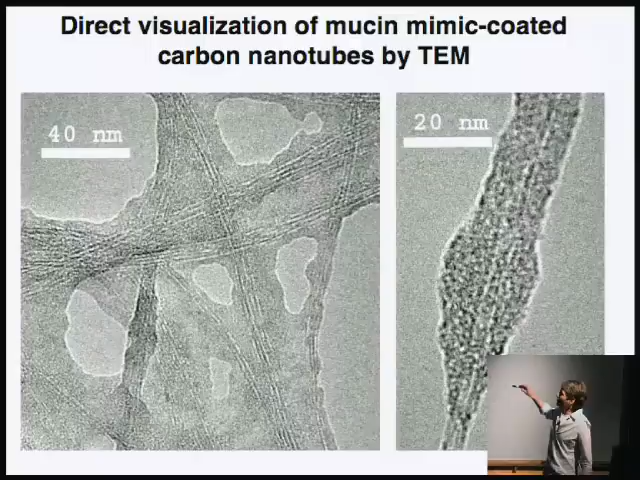 Direct visualization of mucin mimic-coated
carbon nanotubes by TEM
40 nm
20 nm